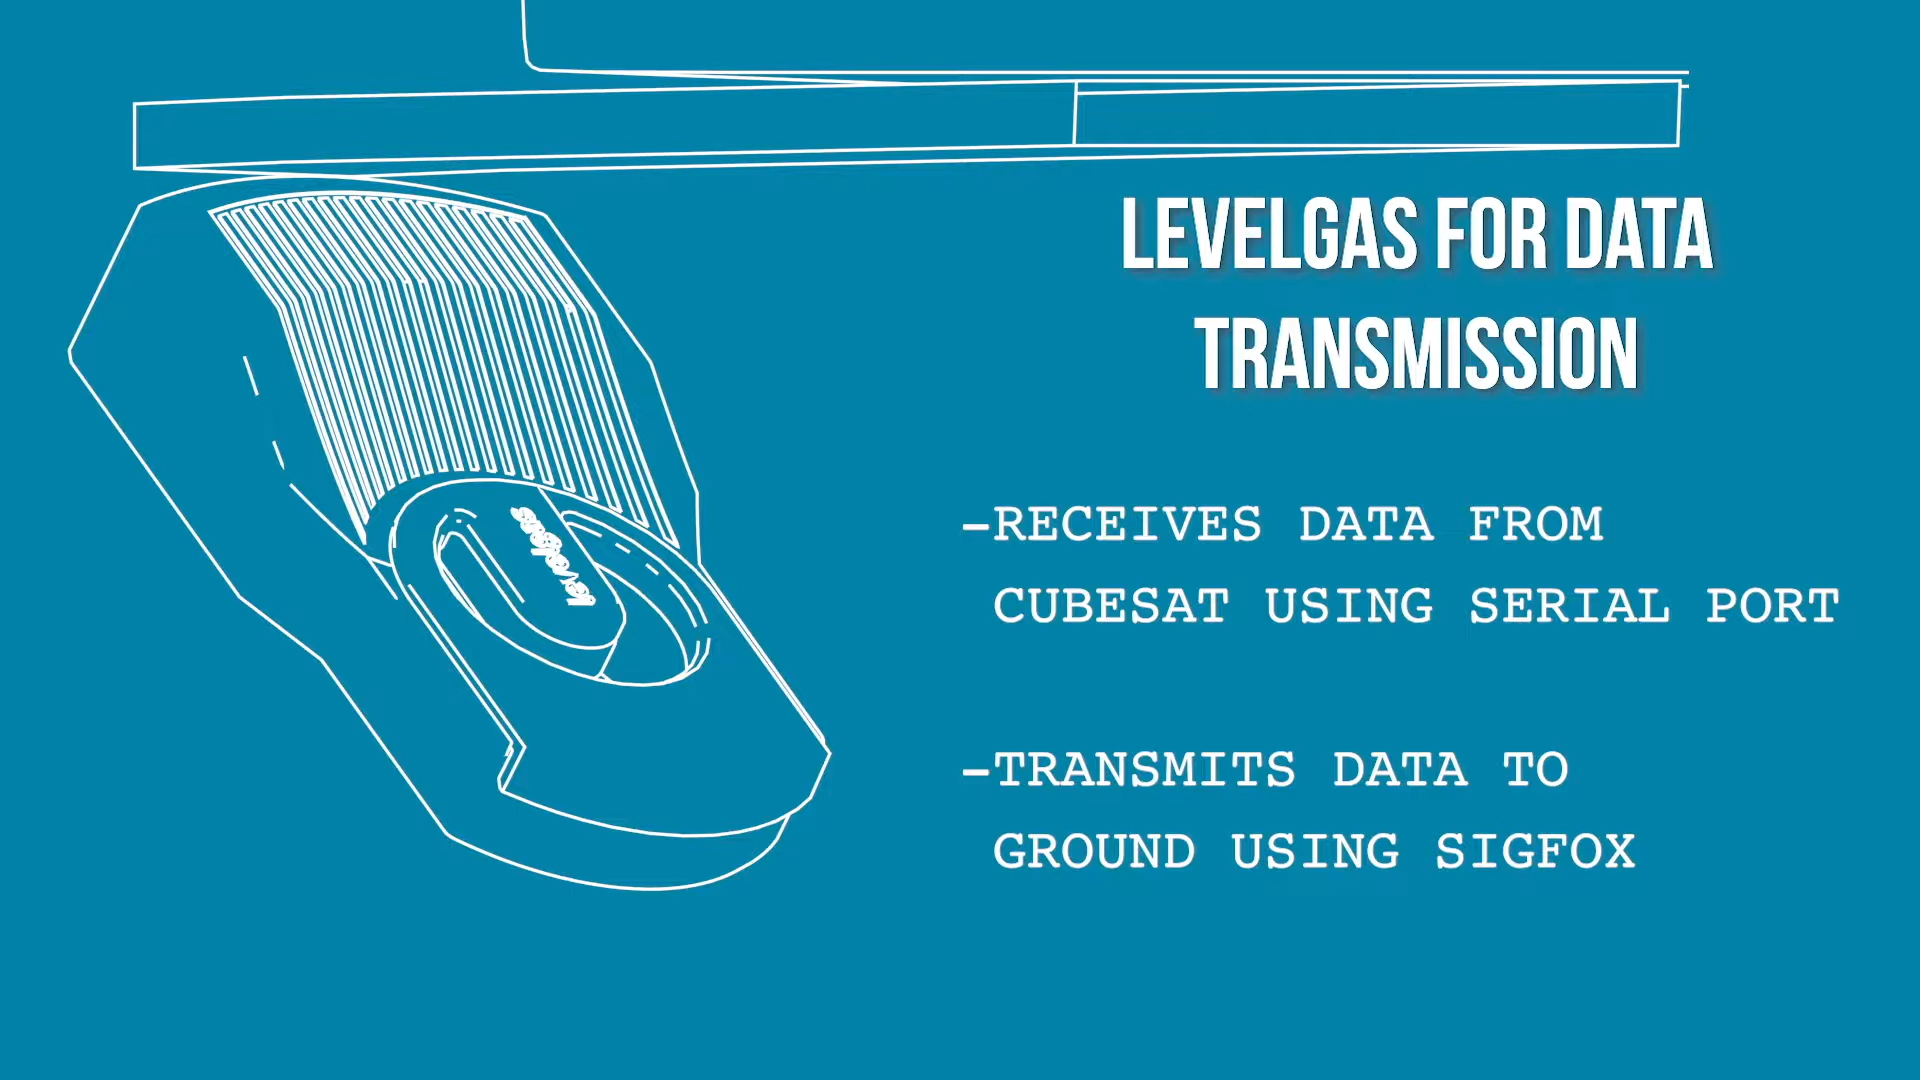 LEVELGAS FOR DATA
TRANSMISSION
-RECEIVES DATA FROM
CUBESAT USING SERIAL PORT
-TRANSMITS DATA TO
GROUND USING SIGFOX
levelgas